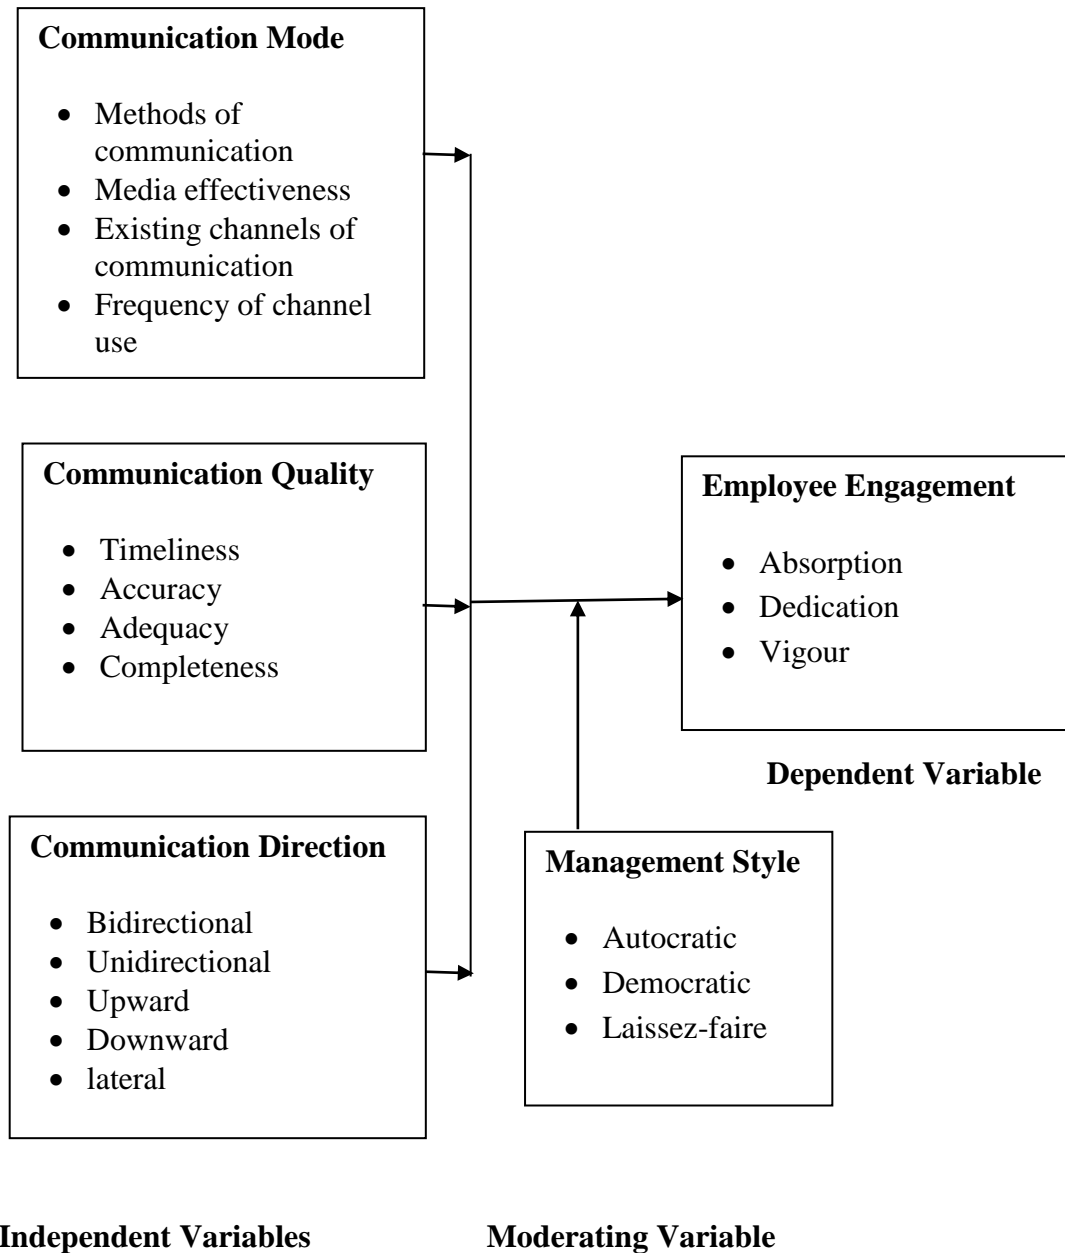 Communication Mode
• Methods of
communication
• Media effectiveness
• Existing channels of
communication
• Frequency of channel
use
Communication Quality
• Timeliness
• Accuracy
• Adequacy
• Completeness
Employee Engagement
• Absorption
• Dedication
• Vigour
Dependent Variable
Communication Direction
• Bidirectional
• Unidirectional
• Upward
• Downward
• lateral
Management Style
• Autocratic
• Democratic
• Laissez-faire
Independent Variables
Moderating Variable